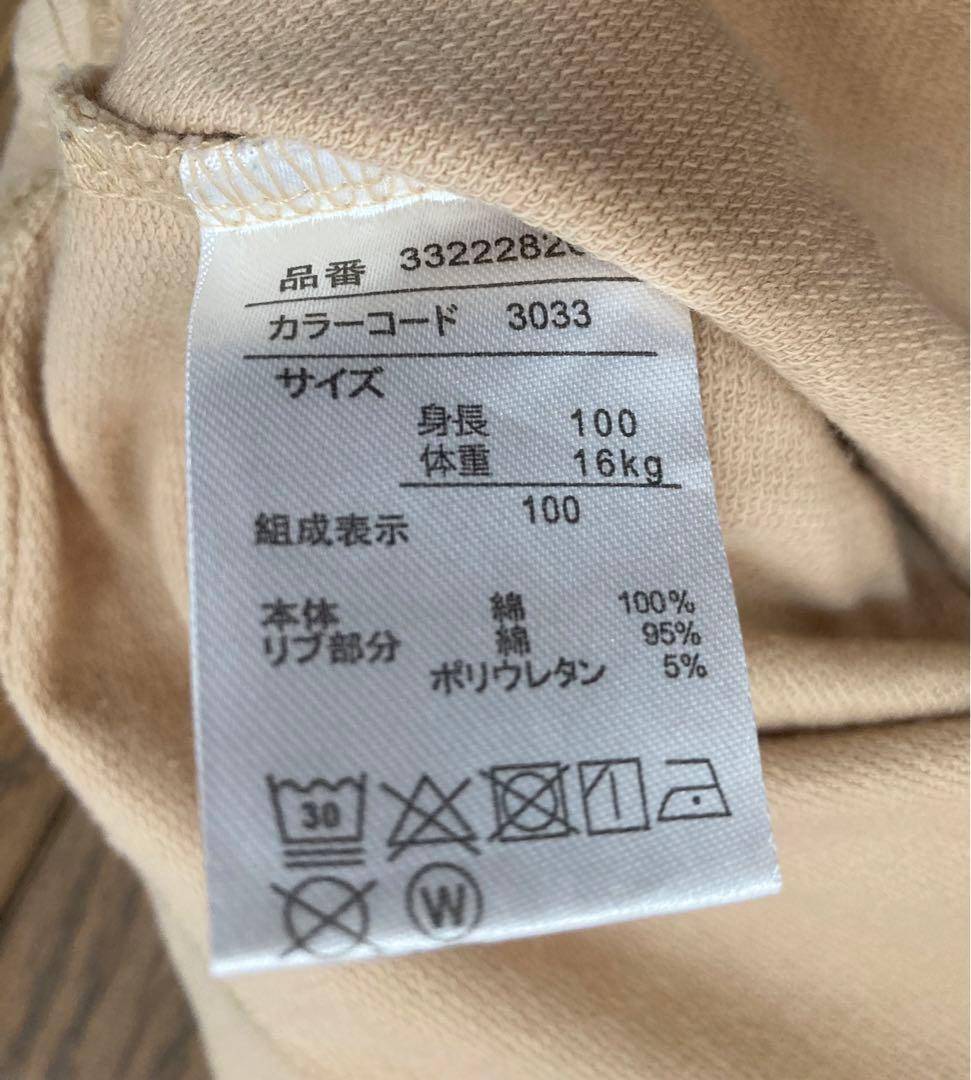 品番 33222826
カラーコード 3033
サイズ
身長 100
体重 16kg
100
組成表示
本体 綿 100%
リブ部分 綿 95%
ポリウレタン 5%
30
W